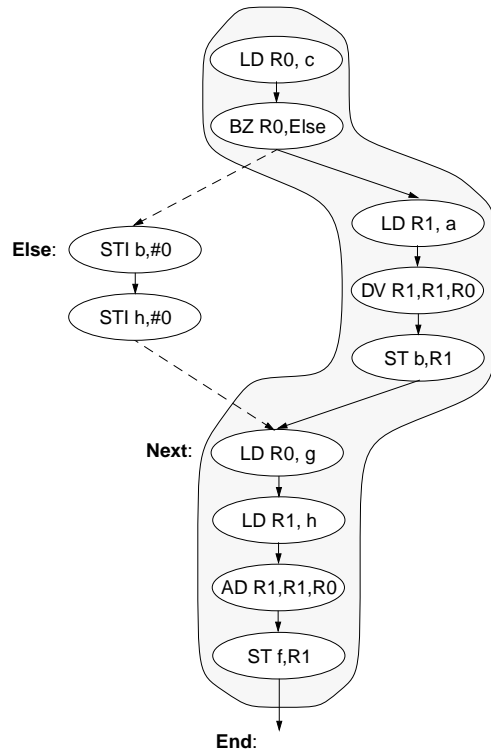 LD R0, c
BZ R0,Else
LD R1, a
Else: STI b,#0
DV R1,R1,R0
STI h,#0
ST b,R1
Next: LD R0, g
LD R1, h
AD R1,R1,R0
ST f,R1
End: